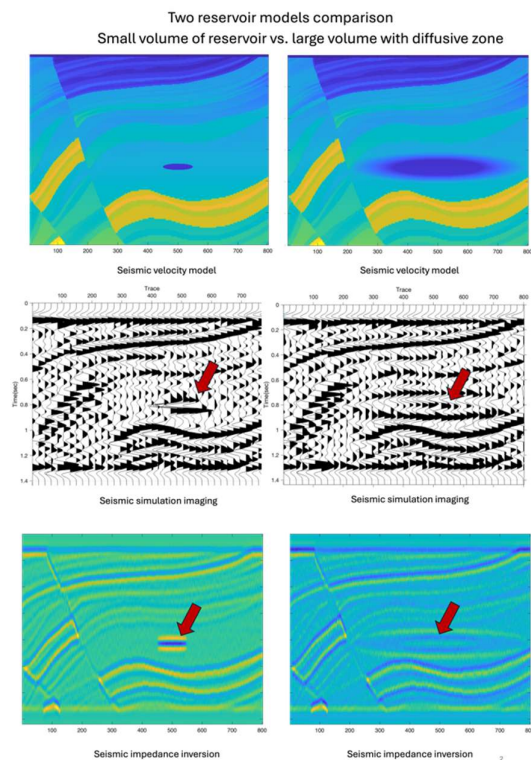 Two reservoir models comparison
Small volume of reservoir vs. large volume with diffusive zone
100 200 300 400 500 600 700 800
100 200 300 400 500 600 700 800
Seismic velocity model
Seismic velocity model
Trace
Trace
100 200 300 400 500 600 700
100 200 300 400 500 600 700 800
0
0.2
0.4
0.6
0.8
1
1.2
1.4
Time(sec)
0
0.2
0.4
0.6
0.8
1
1.2
1.4
Time(sec)
Seismic simulation imaging
Seismic simulation imaging
100 200 300 400 500 600 700 800
100 200 300 400 500 600 700 800
Seismic impedance inversion
Seismic impedance inversion
2